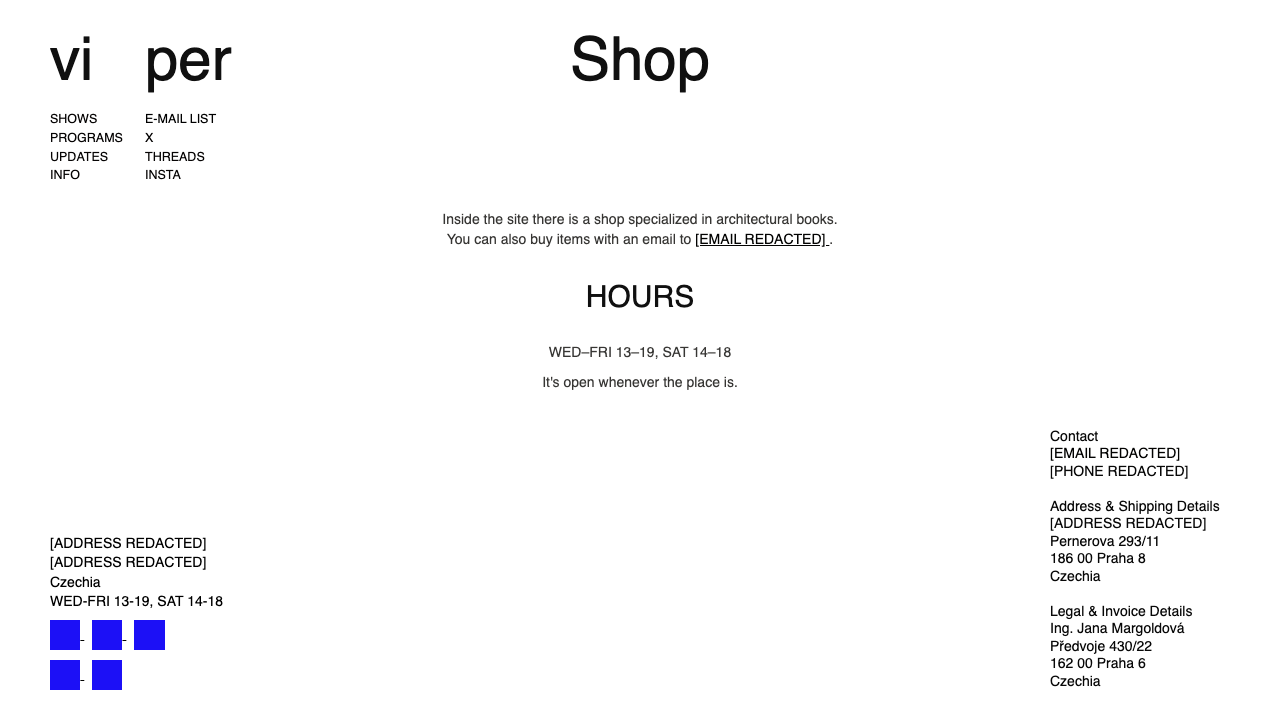 vi per
Shop
SHOWS
PROGRAMS
UPDATES
INFO
E-MAIL LIST
X
THREADS
INSTA
Inside the site there is a shop specialized in architectural books.
You can also buy items with an email to [EMAIL REDACTED] .
HOURS
WED–FRI 13–19, SAT 14–18
It's open whenever the place is.
[ADDRESS REDACTED]
[ADDRESS REDACTED]
Czechia
WED-FRI 13-19, SAT 14-18
Contact
[EMAIL REDACTED]
[PHONE REDACTED]
Address & Shipping Details
[ADDRESS REDACTED]
Pernerova 293/11
186 00 Praha 8
Czechia
Legal & Invoice Details
Ing. Jana Margoldová
Předvoje 430/22
162 00 Praha 6
Czechia